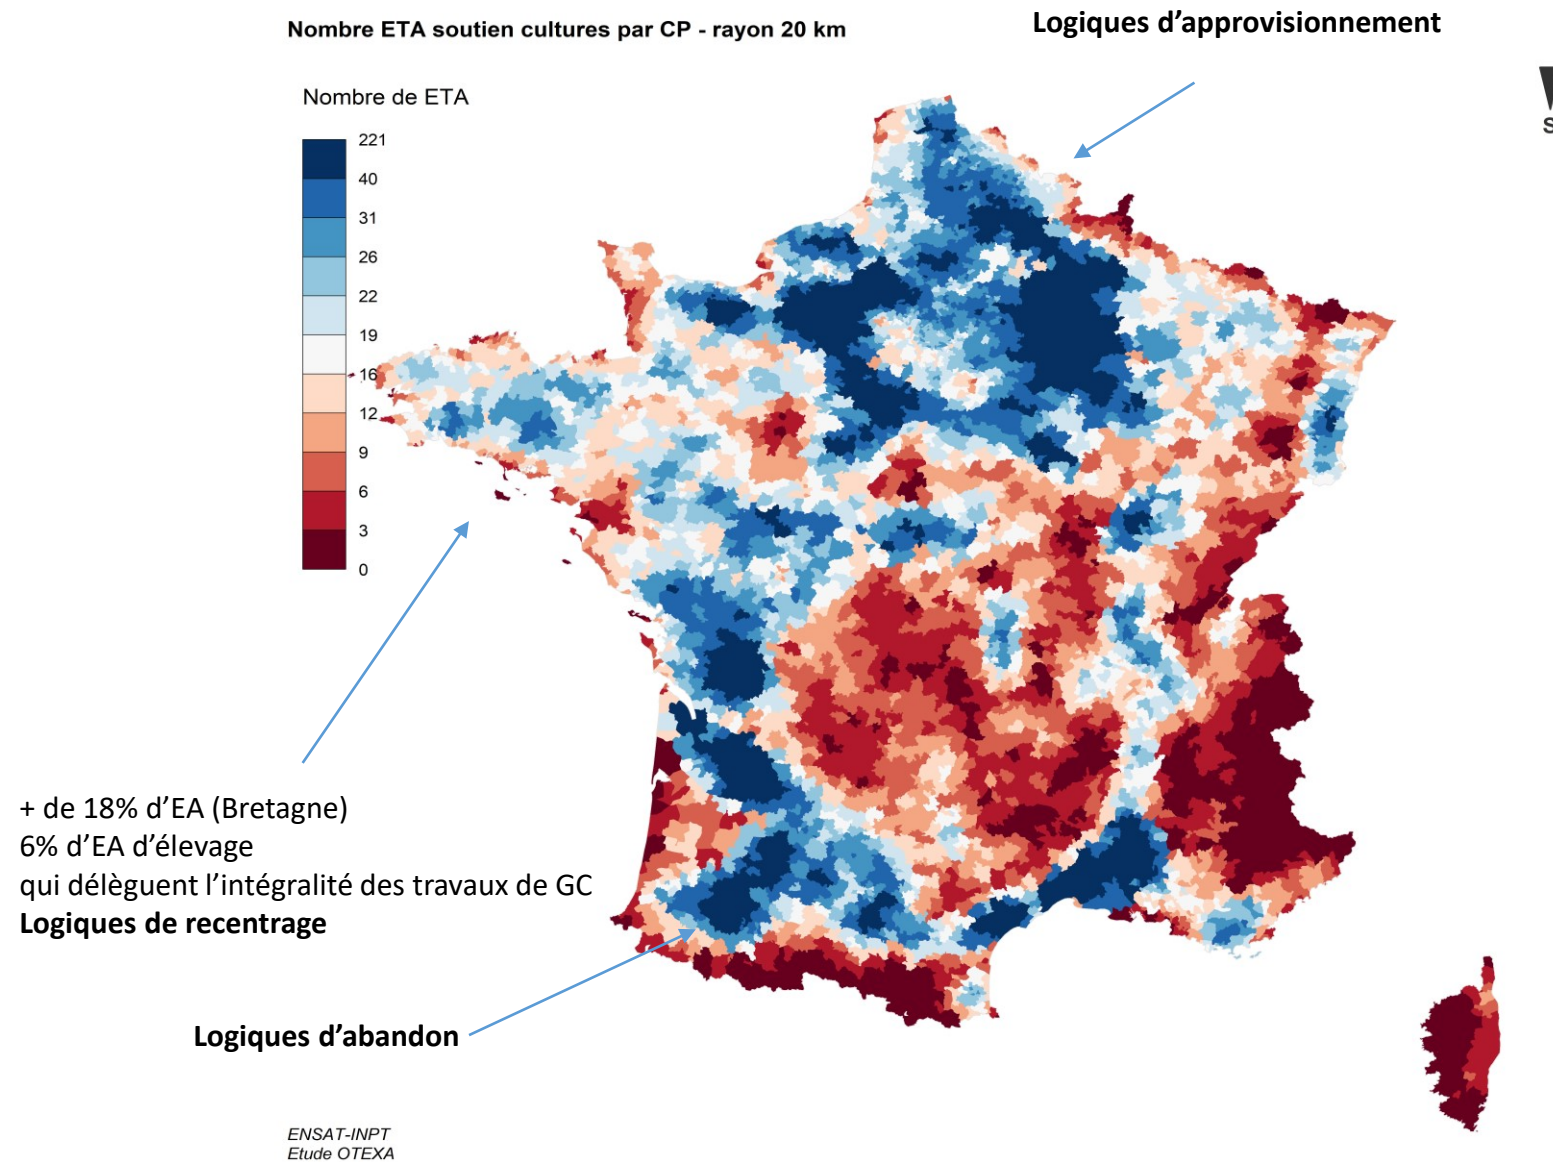 Nombre ETA soutien cultures par CP - rayon 20 km
Logiques d'approvisionnement
Nombre de ETA
221
40
31
26
22
19
16
12
9
6
3
0
+ de 18% d'EA (Bretagne)
6% d'EA d'élevage
qui délèguent l'intégralité des travaux de GC
Logiques de recentrage
Logiques d'abandon
ENSAT-INPT
Etude OTEXA